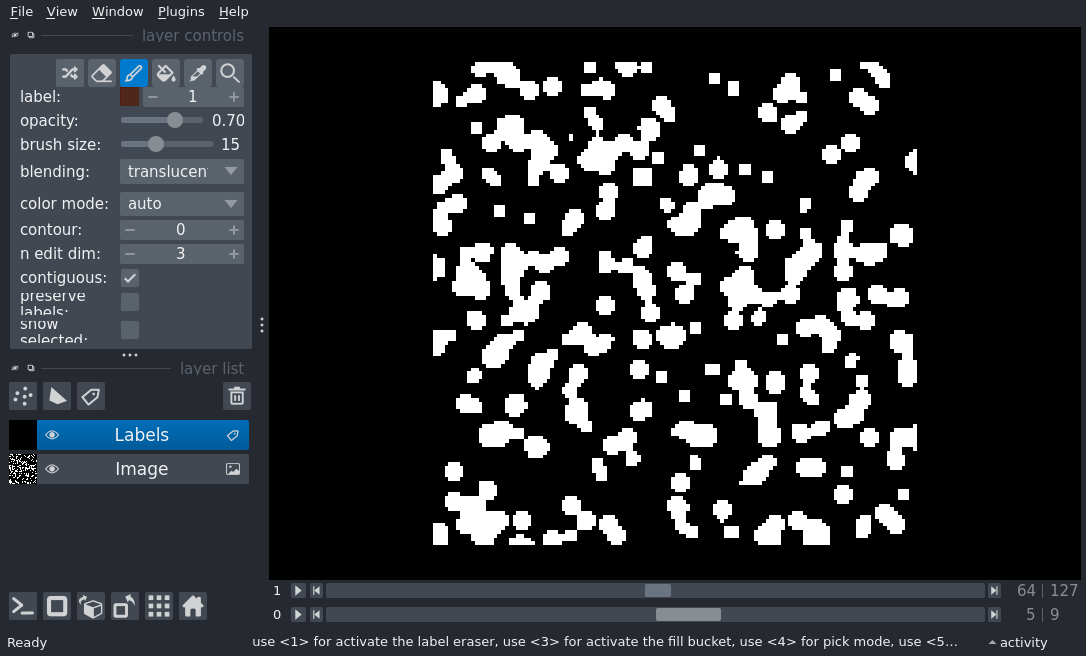 File View Window Plugins Help
layer controls
label: 1
opacity: 0.70
brush size: 15
blending: translucen
color mode: auto
contour: 0
n edit dim: 3
contiguous:
preserve
labels:
show
selected:
layer list
Labels
Image
1 64 127
0 5 9
Ready use <1> for activate the label eraser, use <3> for activate the fill bucket, use <4> for pick mode, use <5... activity